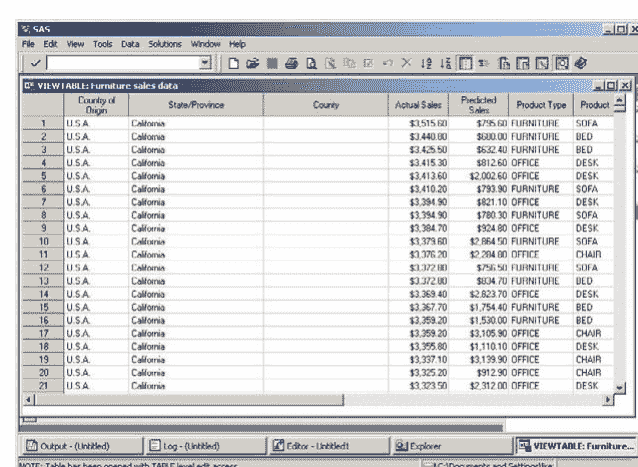 SAS
File Edit View Tools Data Solutions Window Help
VIEWTABLE: Furniture sales data
Country of Origin State/Province County Actual Sales Predicted Sales Product Type Product
1 U.S.A. California $3,515.60 $795.60 FURNITURE SOFA
2 U.S.A. California $3,440.80 $680.00 FURNITURE BED
3 U.S.A. California $3,425.50 $632.40 FURNITURE BED
4 U.S.A. California $3,415.30 $812.60 OFFICE DESK
5 U.S.A. California $3,413.60 $2,002.60 OFFICE DESK
6 U.S.A. California $3,410.20 $793.90 FURNITURE SOFA
7 U.S.A. California $3,394.90 $821.10 OFFICE DESK
8 U.S.A. California $3,394.90 $780.30 FURNITURE SOFA
9 U.S.A. California $3,384.70 $924.80 OFFICE DESK
10 U.S.A. California $3,379.60 $2,864.50 FURNITURE SOFA
11 U.S.A. California $3,376.20 $2,284.80 OFFICE CHAIR
12 U.S.A. California $3,372.80 $756.50 FURNITURE SOFA
13 U.S.A. California $3,372.80 $834.70 FURNITURE BED
14 U.S.A. California $3,369.40 $2,823.70 OFFICE DESK
15 U.S.A. California $3,367.70 $1,754.40 FURNITURE BED
16 U.S.A. California $3,359.20 $1,530.00 FURNITURE BED
17 U.S.A. California $3,359.20 $3,105.90 OFFICE CHAIR
18 U.S.A. California $3,355.80 $1,110.10 OFFICE DESK
19 U.S.A. California $3,337.10 $3,139.90 OFFICE CHAIR
20 U.S.A. California $3,325.20 $912.90 OFFICE CHAIR
21 U.S.A. California $3,323.50 $2,312.00 OFFICE DESK
Output - (Untitled) Log - (Untitled) Editor - Untitled1 Explorer VIEWTABLE: Furniture...
NOTE: Table has been opened with TABLE level edit access. C:\Documents and Settings